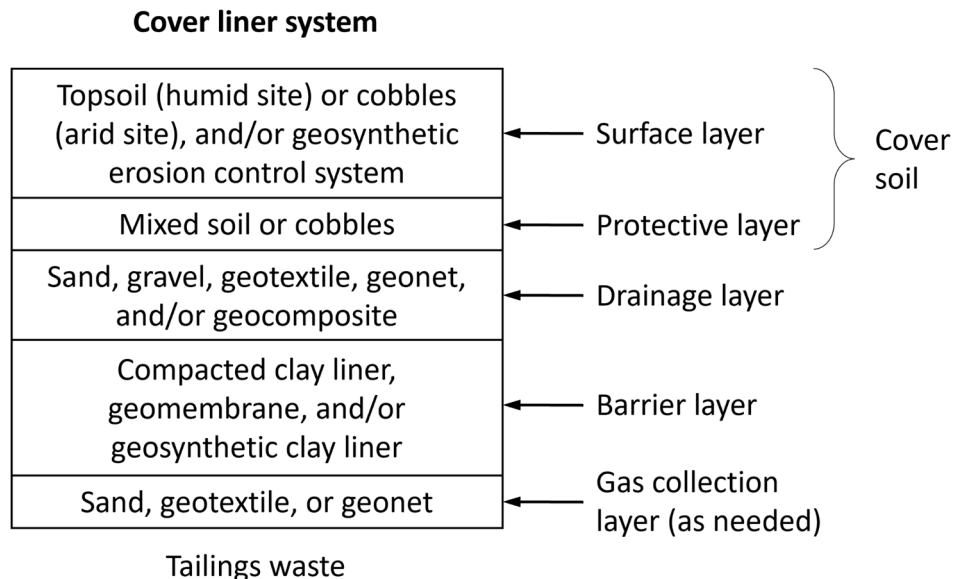 Cover liner system
Topsoil (humid site) or cobbles
(arid site), and/or geosynthetic
erosion control system
Surface layer
Cover
soil
Mixed soil or cobbles
Protective layer
Sand, gravel, geotextile, geonet,
and/or geocomposite
Drainage layer
Compacted clay liner,
geomembrane, and/or
geosynthetic clay liner
Barrier layer
Sand, geotextile, or geonet
Gas collection
layer (as needed)
Tailings waste